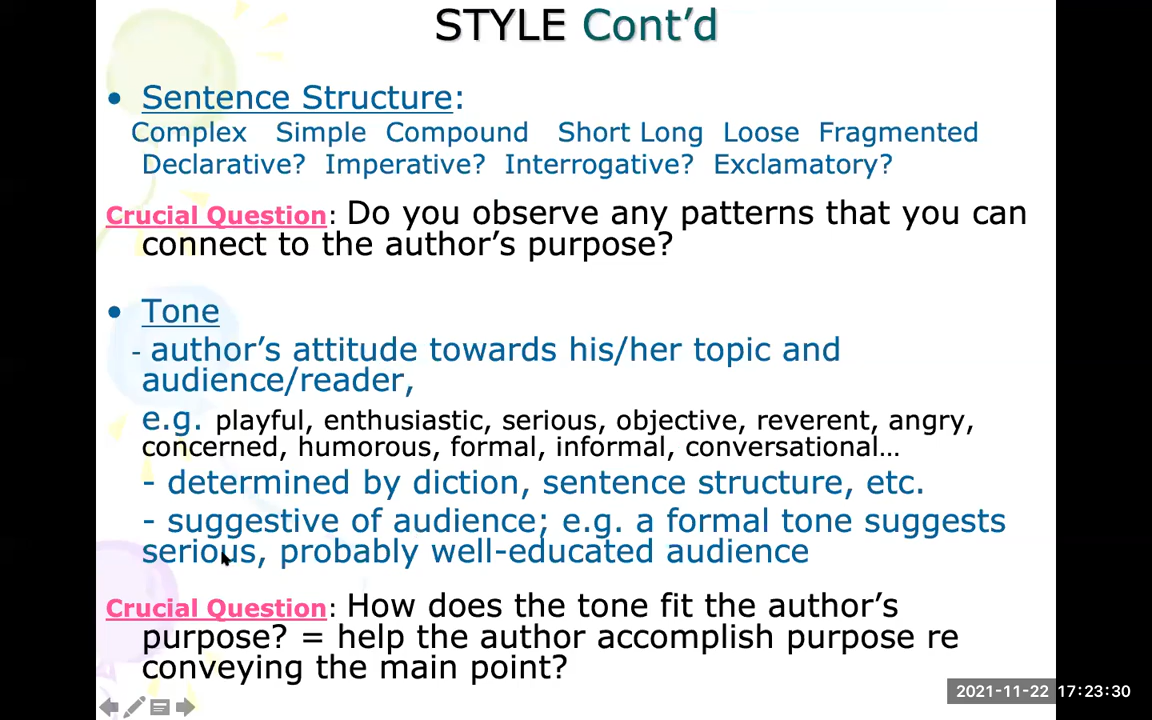 STYLE Cont’d
• Sentence Structure:
Complex Simple Compound Short Long Loose Fragmented
Declarative? Imperative? Interrogative? Exclamatory?
Crucial Question: Do you observe any patterns that you can
connect to the author’s purpose?
• Tone
- author’s attitude towards his/her topic and
audience/reader,
e.g. playful, enthusiastic, serious, objective, reverent, angry,
concerned, humorous, formal, informal, conversational…
- determined by diction, sentence structure, etc.
- suggestive of audience; e.g. a formal tone suggests
serious, probably well-educated audience
Crucial Question: How does the tone fit the author’s
purpose? = help the author accomplish purpose re
conveying the main point?
2021-11-22 17:23:30